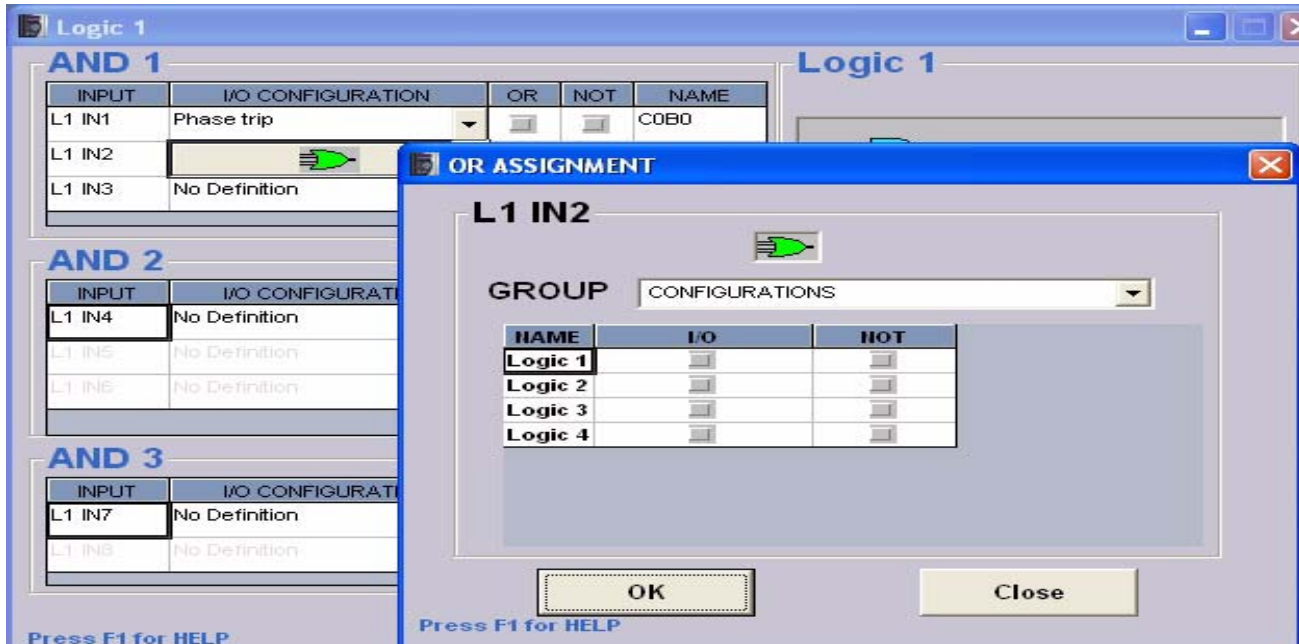 Logic 1
AND 1
INPUT I/O CONFIGURATION OR NOT NAME
L1 IN1 Phase trip C0B0
L1 IN2
L1 IN3 No Definition
AND 2
INPUT I/O CONFIGURATI
L1 IN4 No Definition
L1 IN5 No Definition
L1 IN6 No Definition
AND 3
INPUT I/O CONFIGURATI
L1 IN7 No Definition
L1 IN8 No Definition
Press F1 for HELP
Logic 1
OR ASSIGNMENT
L1 IN2
GROUP CONFIGURATIONS
NAME I/O NOT
Logic 1
Logic 2
Logic 3
Logic 4
OK Close
Press F1 for HELP